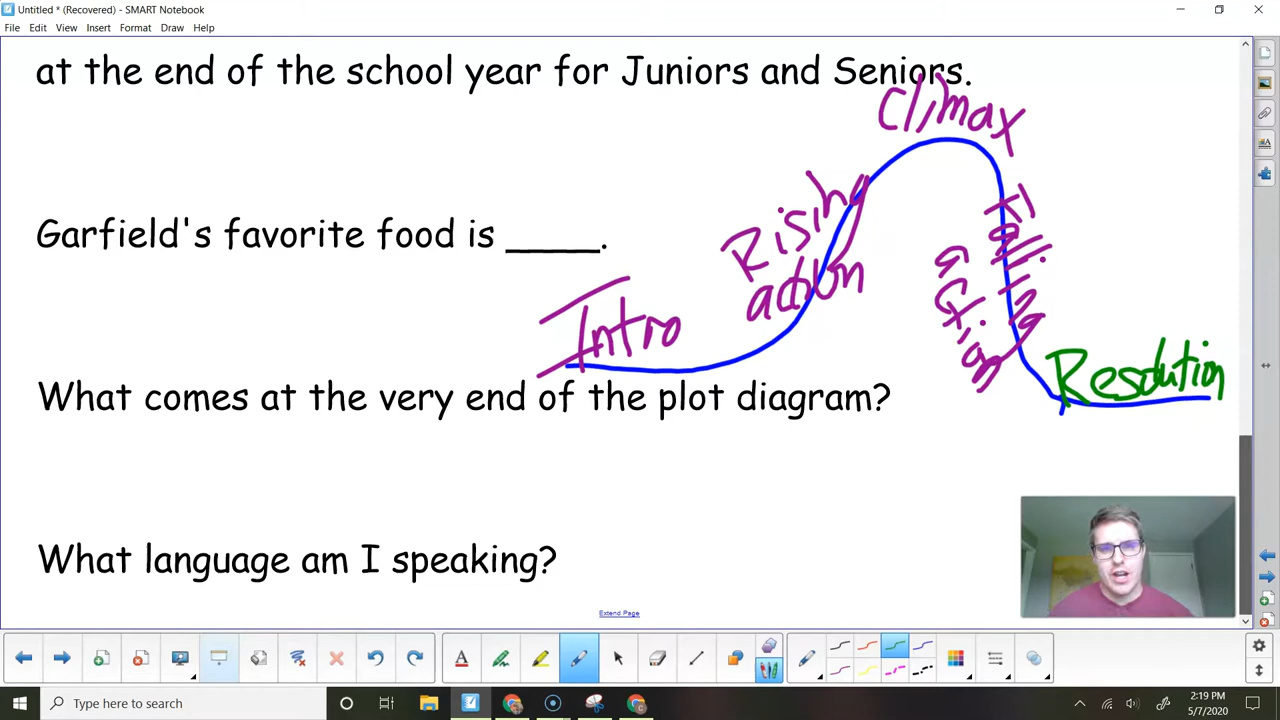 Untitled * (Recovered) - SMART Notebook
File Edit View Insert Format Draw Help
at the end of the school year for Juniors and Seniors.
Climax
Rising
action
Falling
action
Garfield's favorite food is ____.
Intro
Resolution
What comes at the very end of the plot diagram?
What language am I speaking?
Extend Page
Type here to search
2:19 PM
5/7/2020